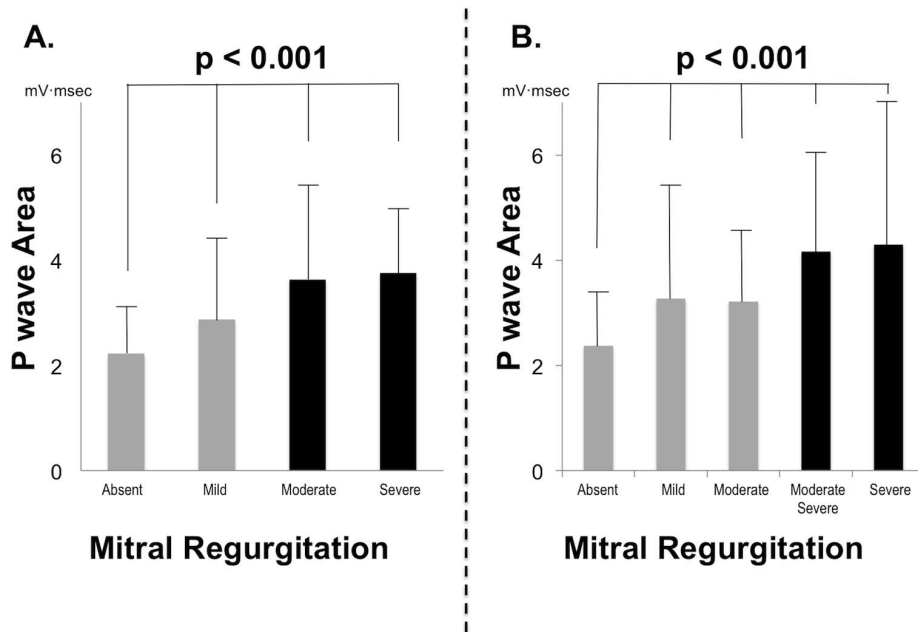 A.
p < 0.001
mV·msec
P wave Area
6
4
2
0
Absent Mild Moderate Severe
Mitral Regurgitation
B.
p < 0.001
mV·msec
P wave Area
6
4
2
0
Absent Mild Moderate Moderate Severe
Severe
Mitral Regurgitation